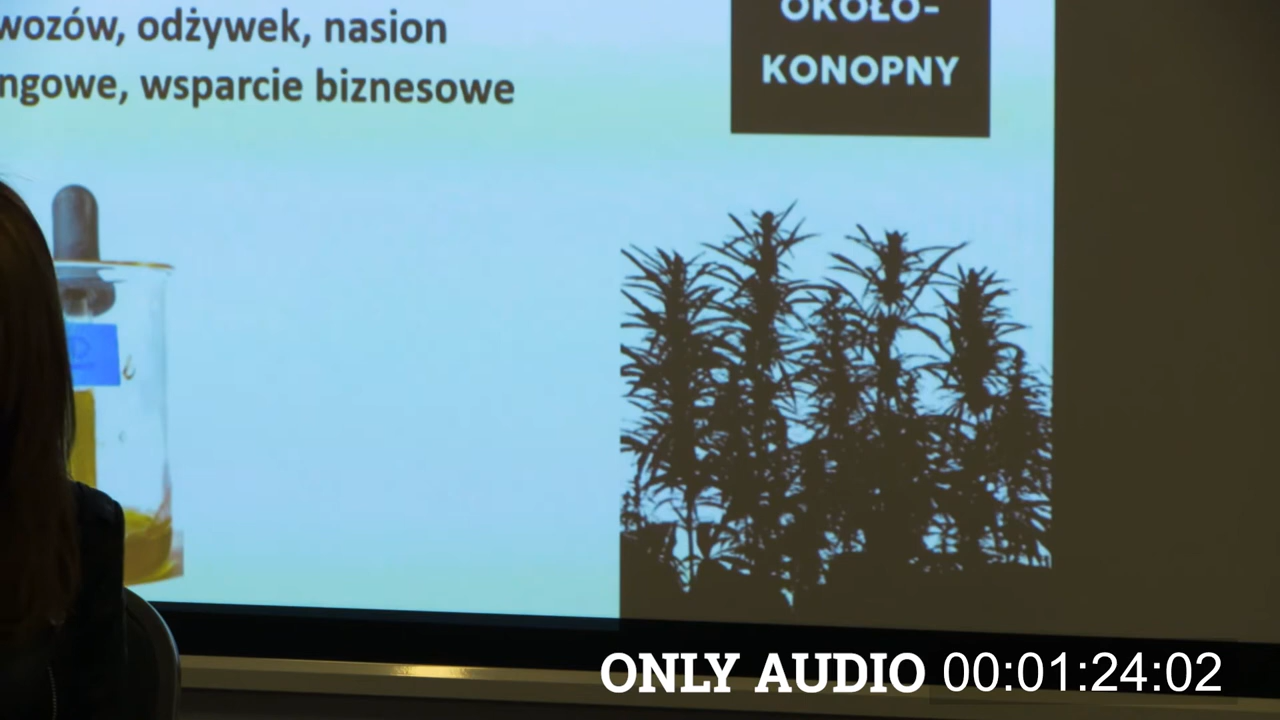 wozów, odżywek, nasion
ngowe, wsparcie biznesowe
OKOŁO-
KONOPNY
ONLY AUDIO 00:01:24:02